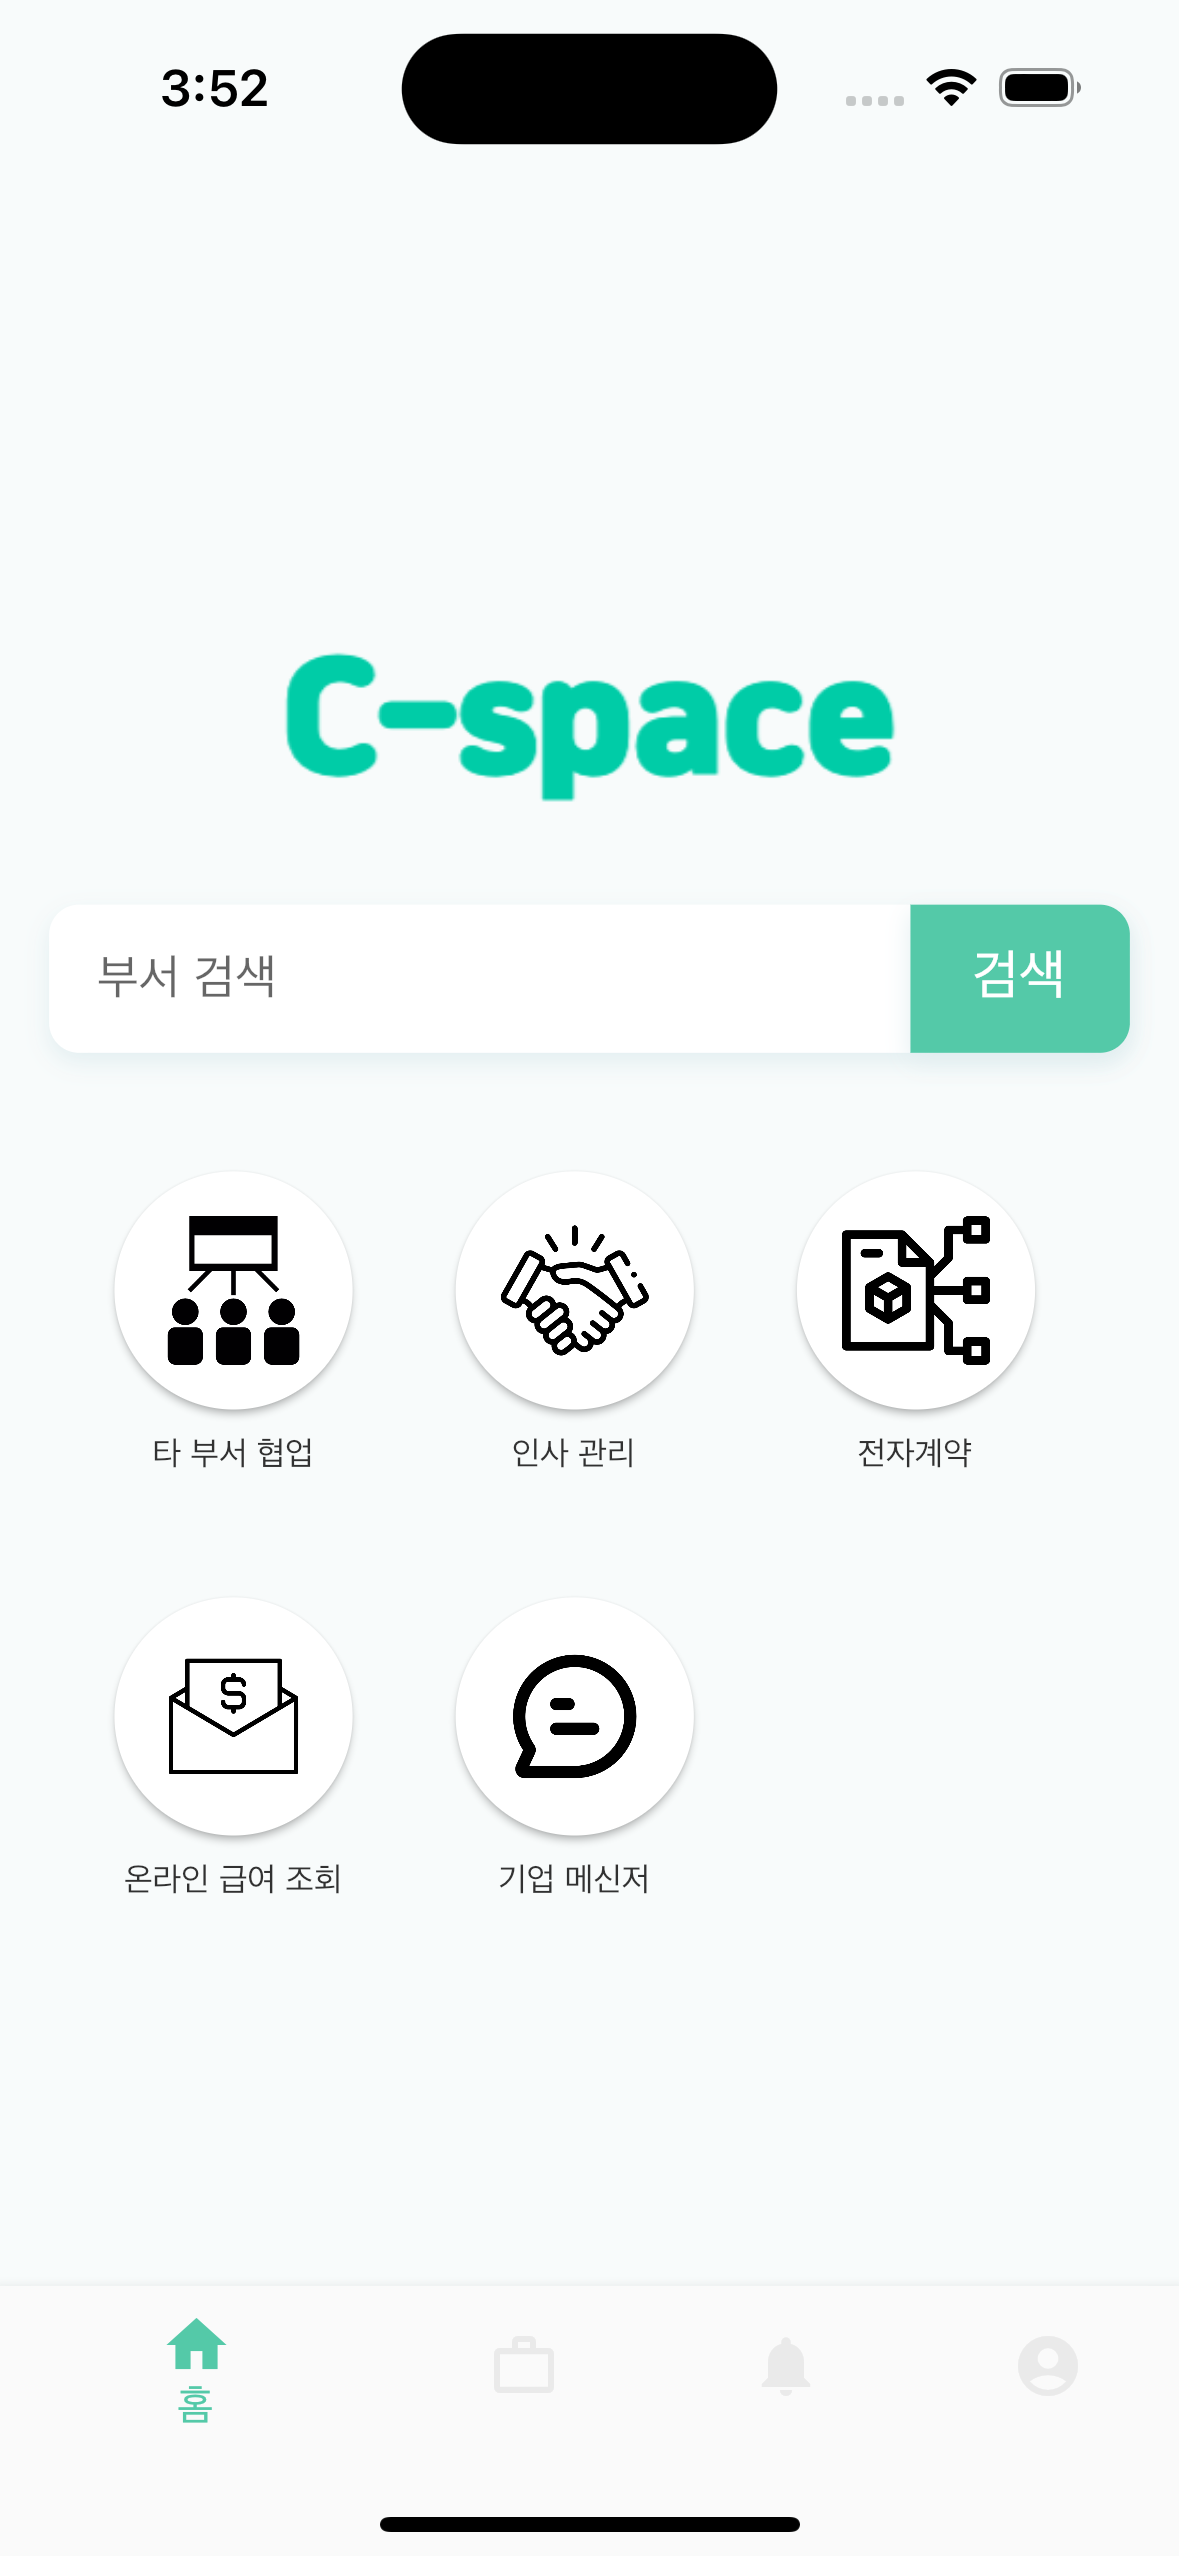 3:52
C-space
부서 검색
검색
타 부서 협업
인사 관리
전자계약
$
온라인 급여 조회
기업 메신저
홈